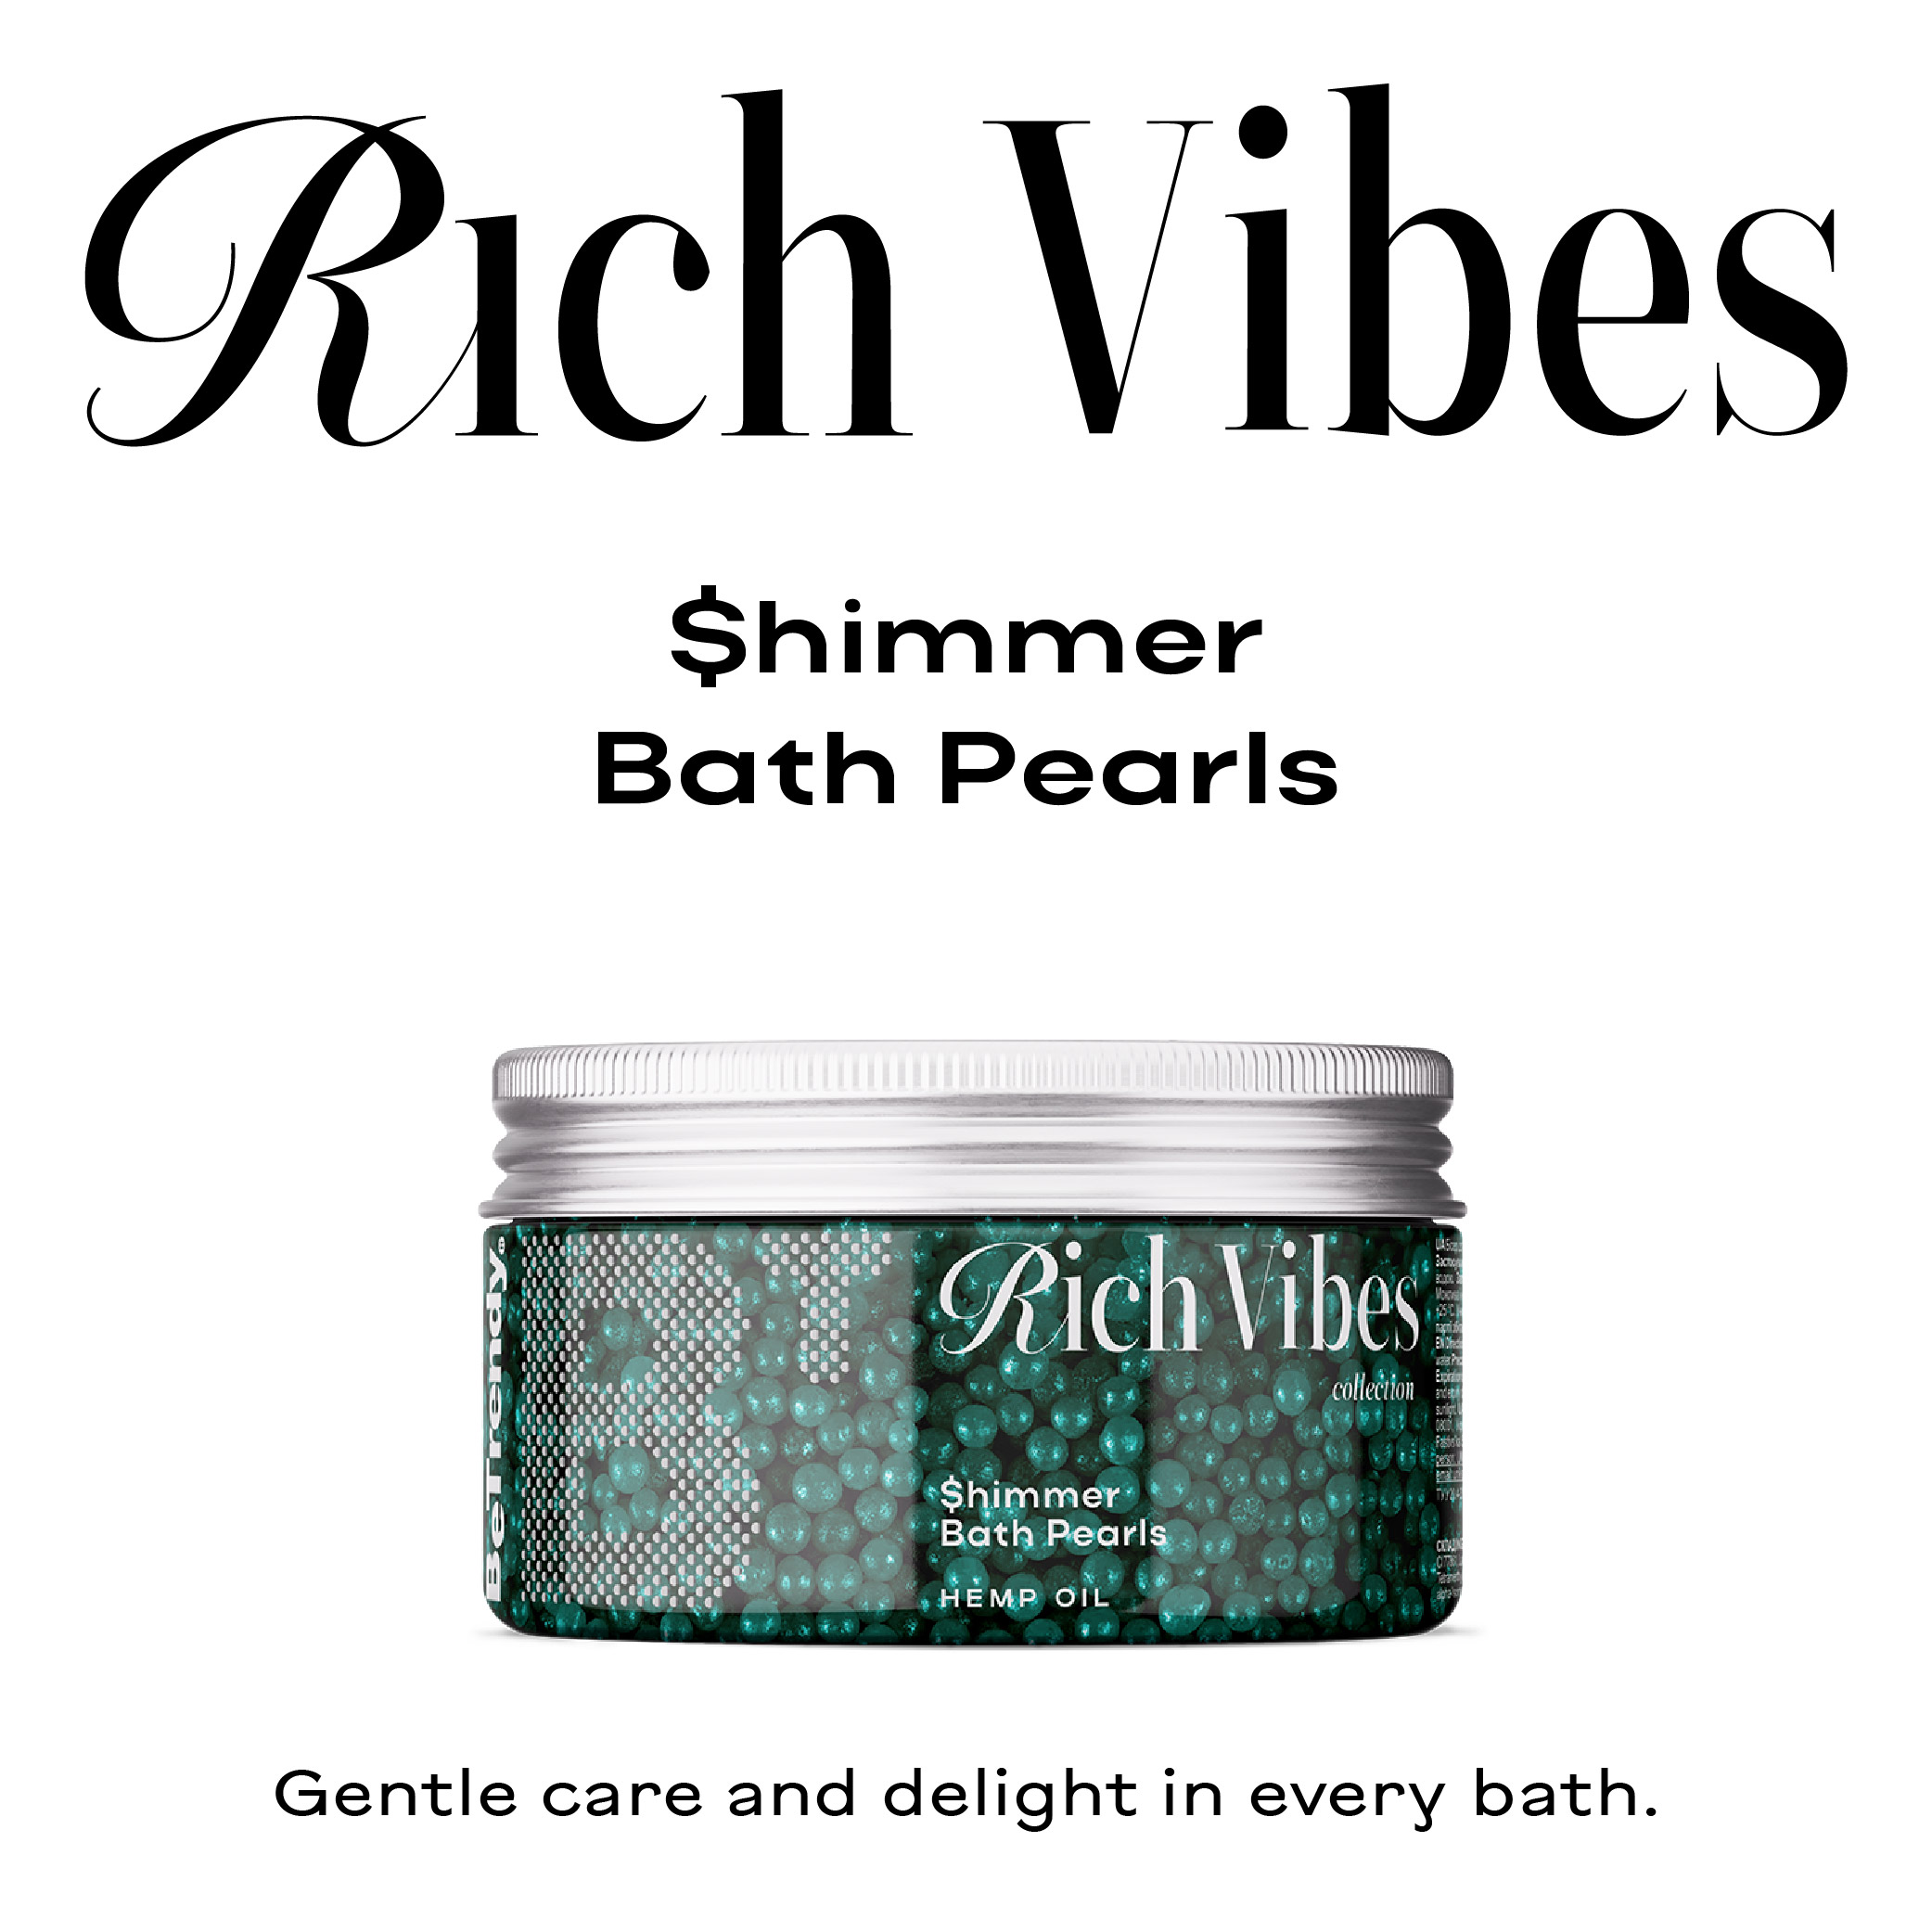 Rich Vibes
$himmer
Bath Pearls
BeTrendy®
BT
Rich Vibes
collection
$himmer
Bath Pearls
HEMP OIL
Gentle care and delight in every bath.